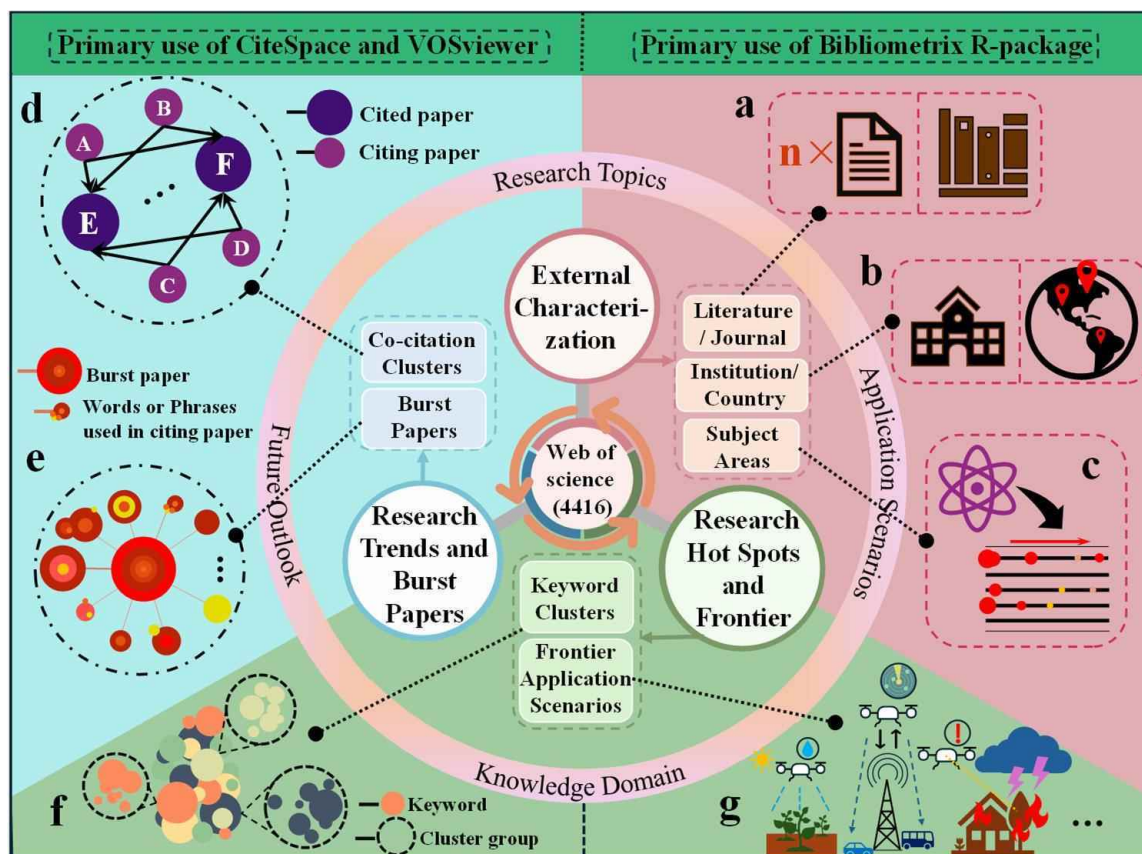 Primary use of CiteSpace and VOSviewer
Primary use of Bibliometrix R-package
d
A
B
E
F
C
D
Cited paper
Citing paper
a
n×
b
Research Topics
Application Scenarios
Knowledge Domain
Future Outlook
External
Characteri-
zation
Literature
/ Journal
Institution/
Country
Subject
Areas
Co-citation
Clusters
Burst
Papers
Burst paper
Words or Phrases
used in citing paper
e
Web of
science
(4416)
c
Research
Trends and
Burst
Papers
Research
Hot Spots
and
Frontier
Keyword
Clusters
Frontier
Application
Scenarios
f
Keyword
Cluster group
g
!
...